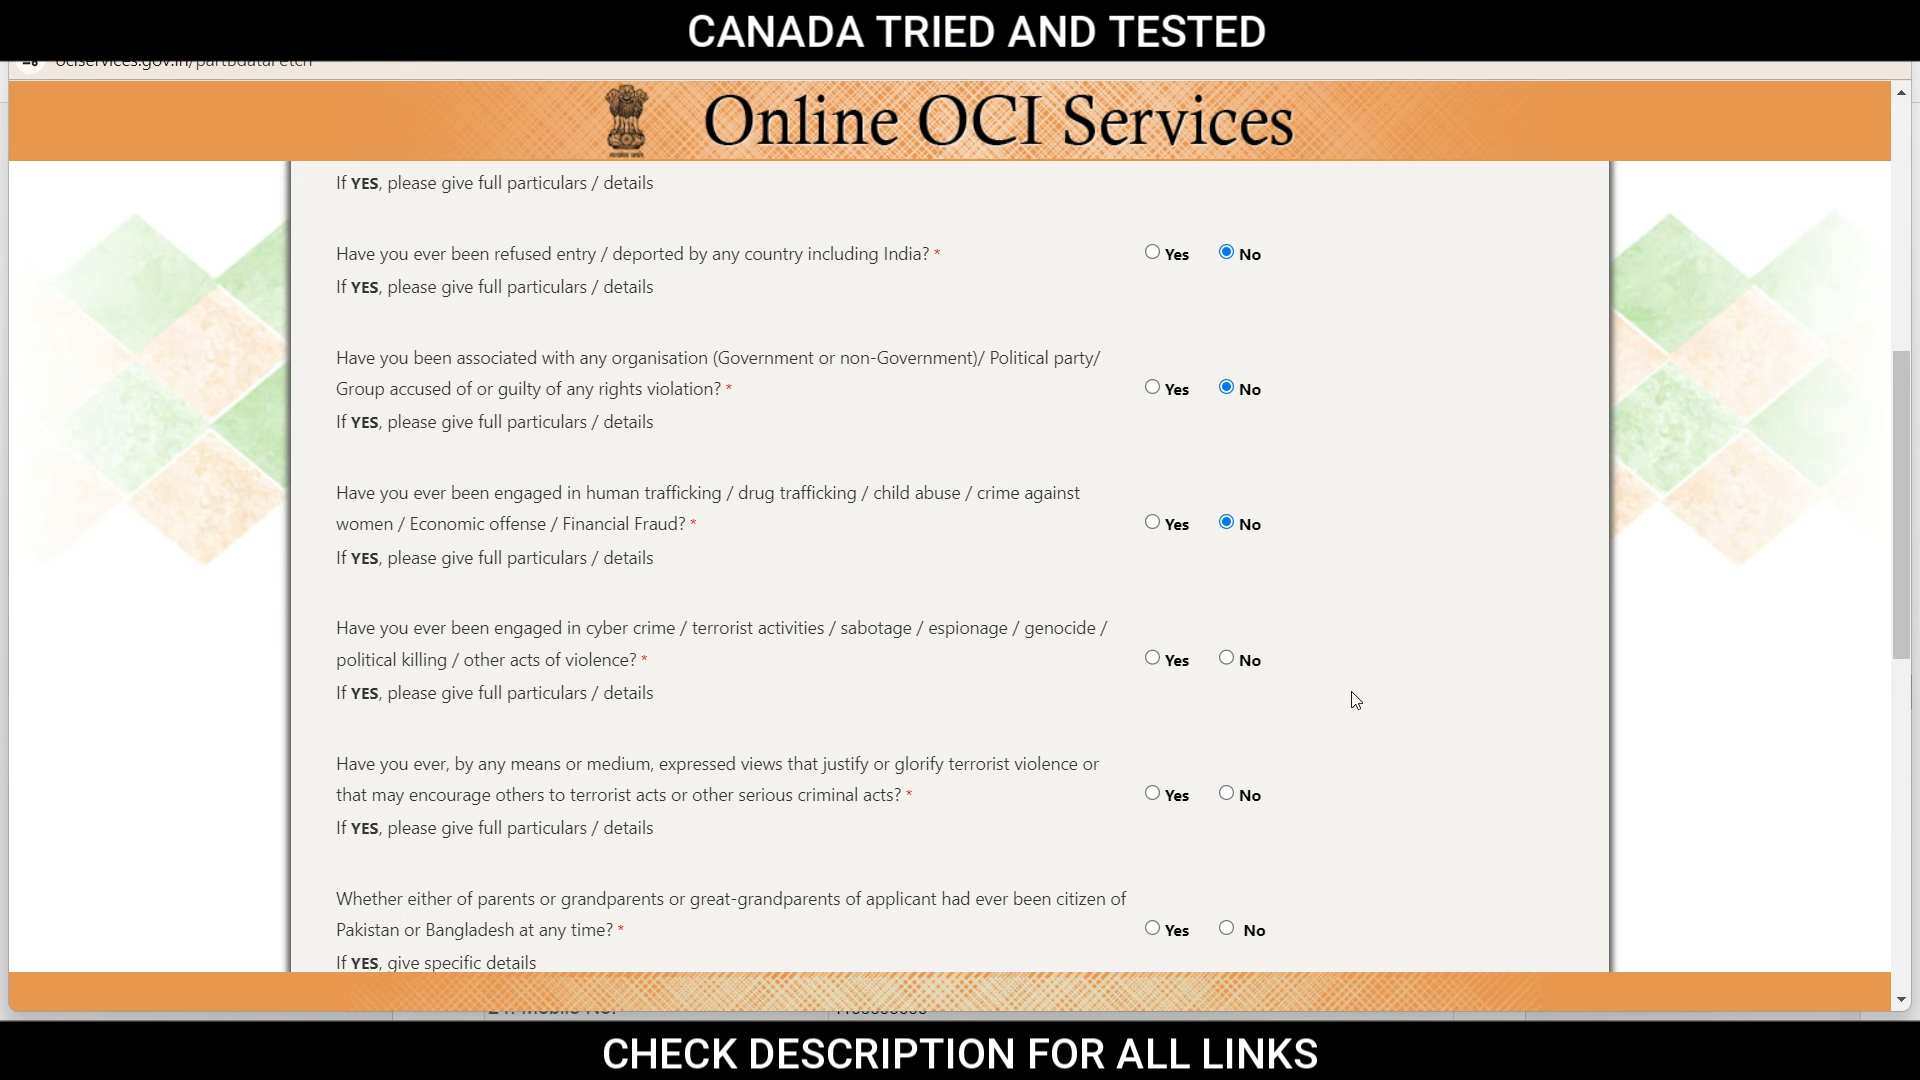 CANADA TRIED AND TESTED
ociservices.gov.in/partBdataFetch
Online OCI Services
If YES, please give full particulars / details
Have you ever been refused entry / deported by any country including India? *
Yes No
If YES, please give full particulars / details
Have you been associated with any organisation (Government or non-Government)/ Political party/
Group accused of or guilty of any rights violation? *
Yes No
If YES, please give full particulars / details
Have you ever been engaged in human trafficking / drug trafficking / child abuse / crime against
women / Economic offense / Financial Fraud? *
Yes No
If YES, please give full particulars / details
Have you ever been engaged in cyber crime / terrorist activities / sabotage / espionage / genocide /
political killing / other acts of violence? *
Yes No
If YES, please give full particulars / details
Have you ever, by any means or medium, expressed views that justify or glorify terrorist violence or
that may encourage others to terrorist acts or other serious criminal acts? *
Yes No
If YES, please give full particulars / details
Whether either of parents or grandparents or great-grandparents of applicant had ever been citizen of
Pakistan or Bangladesh at any time? *
Yes No
If YES, give specific details
CHECK DESCRIPTION FOR ALL LINKS